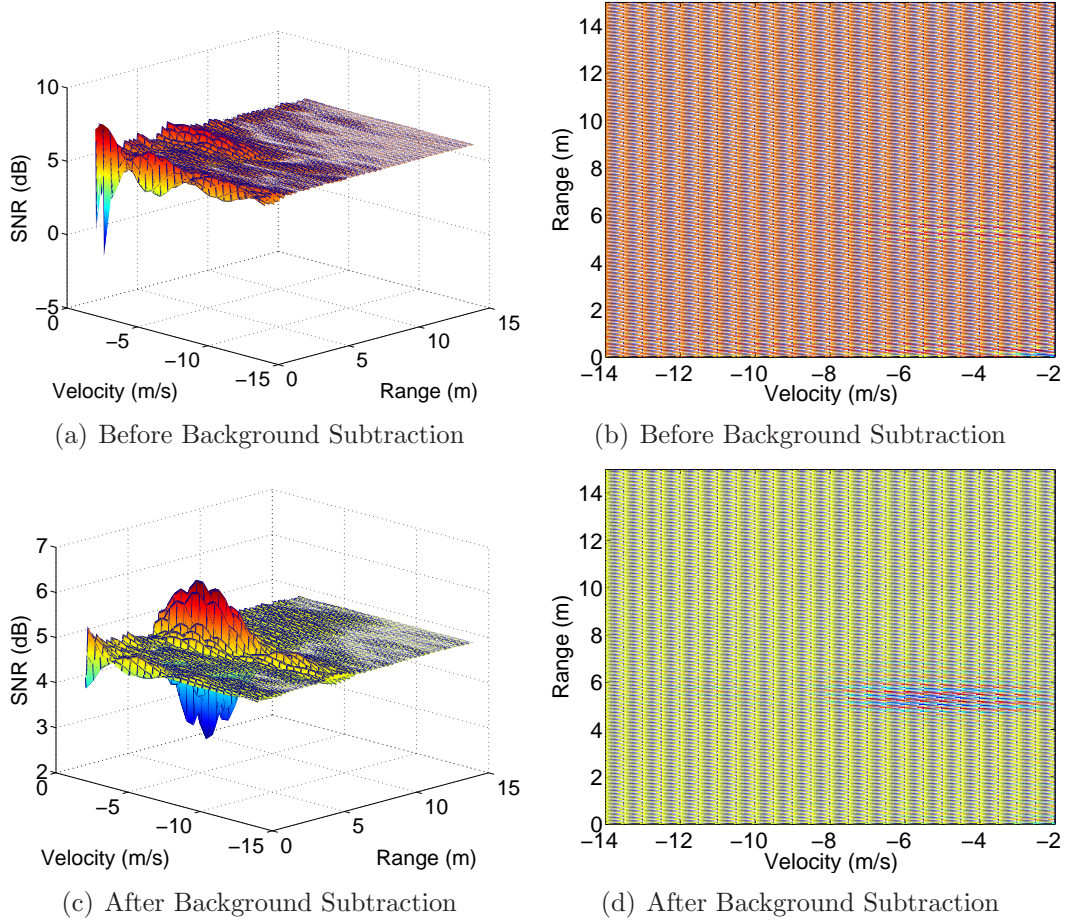 10
5
0
−5
SNR (dB)
0
−5
−10
−15
Velocity (m/s)
0
5
10
15
Range (m)
(a) Before Background Subtraction
14
12
10
8
6
4
2
0
Range (m)
−14 −12 −10 −8 −6 −4 −2
Velocity (m/s)
(b) Before Background Subtraction
7
6
5
4
3
2
SNR (dB)
0
−5
−10
−15
Velocity (m/s)
0
5
10
15
Range (m)
(c) After Background Subtraction
14
12
10
8
6
4
2
0
Range (m)
−14 −12 −10 −8 −6 −4 −2
Velocity (m/s)
(d) After Background Subtraction